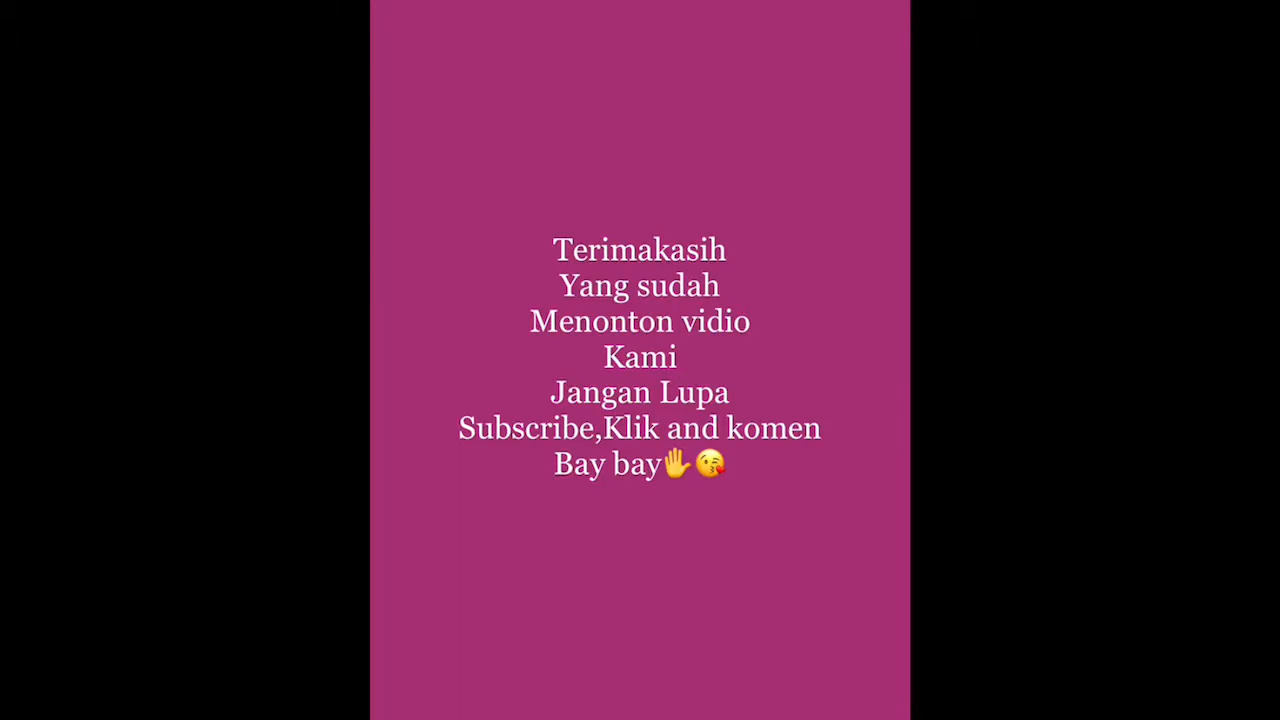 Terimakasih
Yang sudah
Menonton vidio
Kami
Jangan Lupa
Subscribe,Klik and komen
Bay bay✋😘